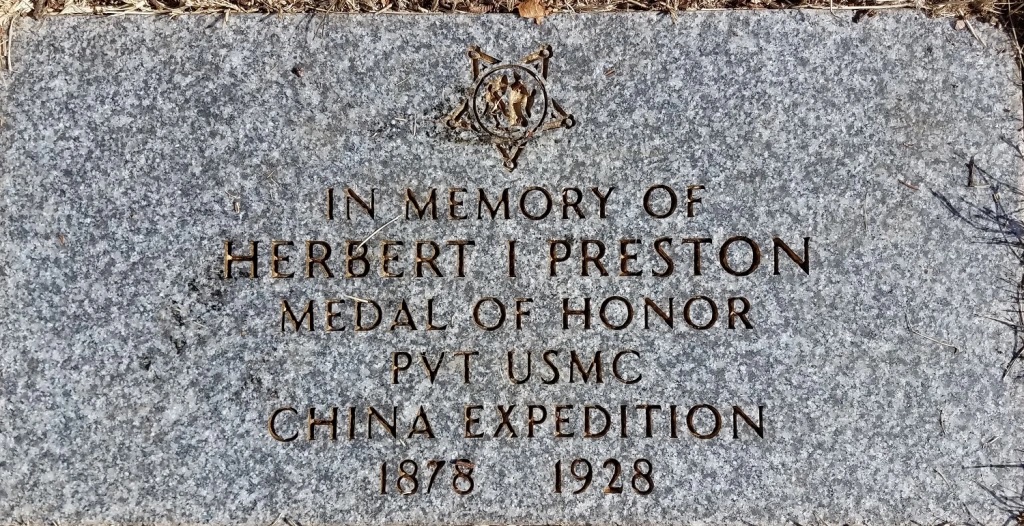 IN MEMORY OF
HERBERT I PRESTON
MEDAL OF HONOR
PVT USMC
CHINA EXPEDITION
1878 1928